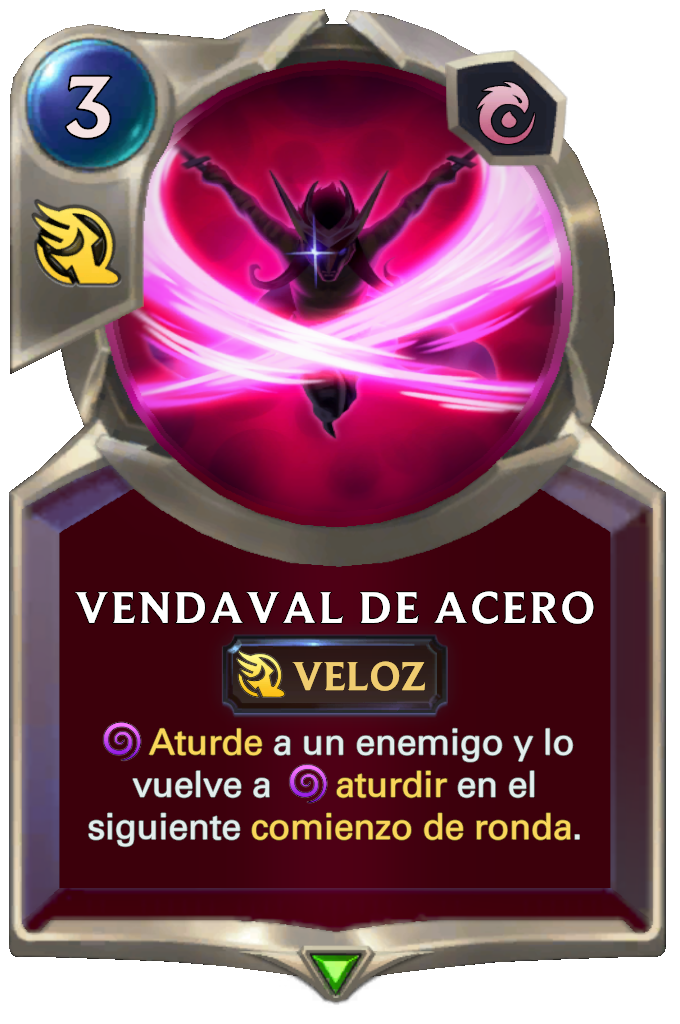 3
VENDAVAL DE ACERO
VELOZ
Aturde a un enemigo y lo
vuelve a aturdir en el
siguiente comienzo de ronda.